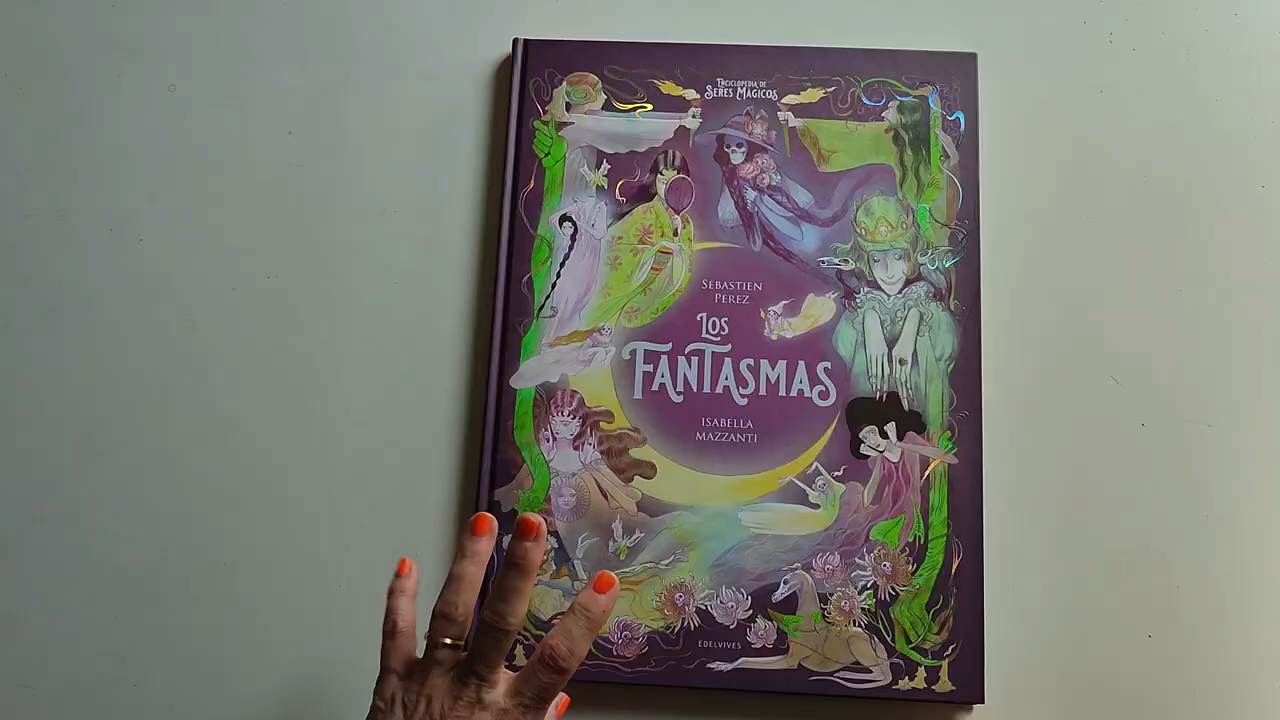 ENCICLOPEDIA DE
SERES MÁGICOS
SÉBASTIEN
PEREZ
LOS
FANTASMAS
ISABELLA
MAZZANTI
EDELVIVES